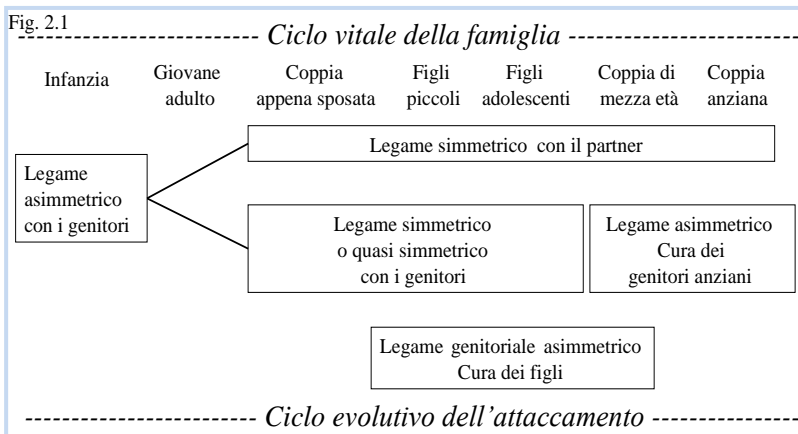 Fig. 2.1
Ciclo vitale della famiglia
Infanzia
Giovane
adulto
Coppia
appena sposata
Figli
piccoli
Figli
adolescenti
Coppia di
mezza età
Coppia
anziana
Legame simmetrico con il partner
Legame
asimmetrico
con i genitori
Legame simmetrico
o quasi simmetrico
con i genitori
Legame asimmetrico
Cura dei
genitori anziani
Legame genitoriale asimmetrico
Cura dei figli
Ciclo evolutivo dell’attaccamento